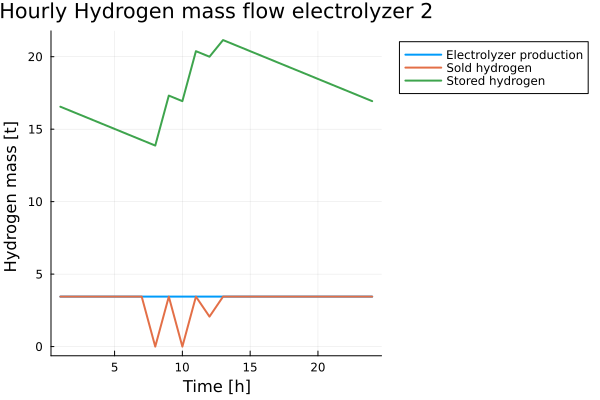 Hourly Hydrogen mass flow electrolyzer 2
Electrolyzer production
Sold hydrogen
Stored hydrogen
Hydrogen mass [t]
20
15
10
5
0
5
10
15
20
Time [h]